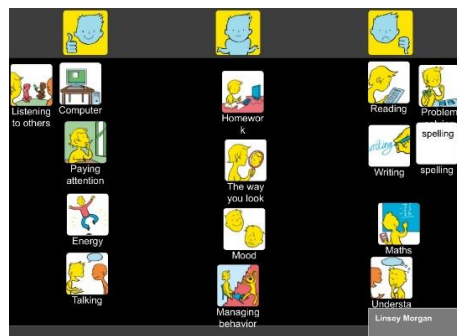 Listening
to others
Computer
Paying
attention
Energy
Talking
Homewor
k
The way
you look
Mood
Managing
behavior
Reading
Problem
spelling
writing
Writing
spelling
Maths
Understa
Linsey Morgan